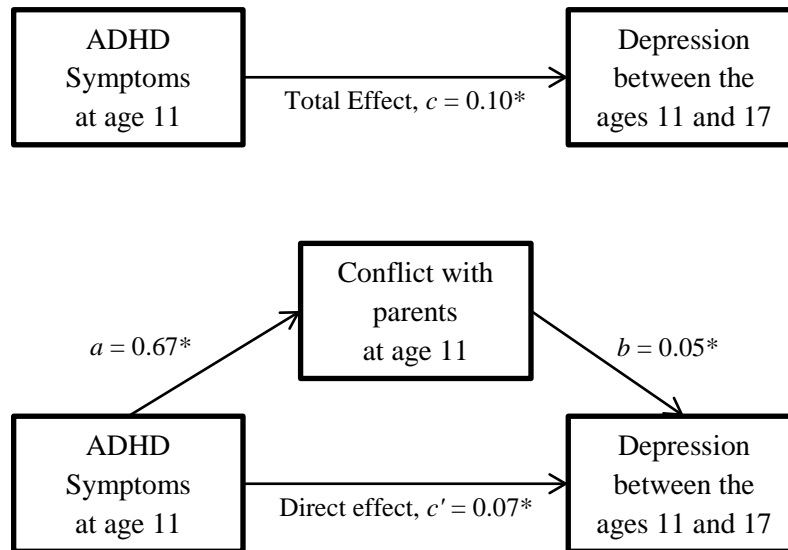 ADHD
Symptoms
at age 11
Total Effect, c = 0.10*
Depression
between the
ages 11 and 17
Conflict with
parents
at age 11
a = 0.67*
b = 0.05*
ADHD
Symptoms
at age 11
Direct effect, c' = 0.07*
Depression
between the
ages 11 and 17